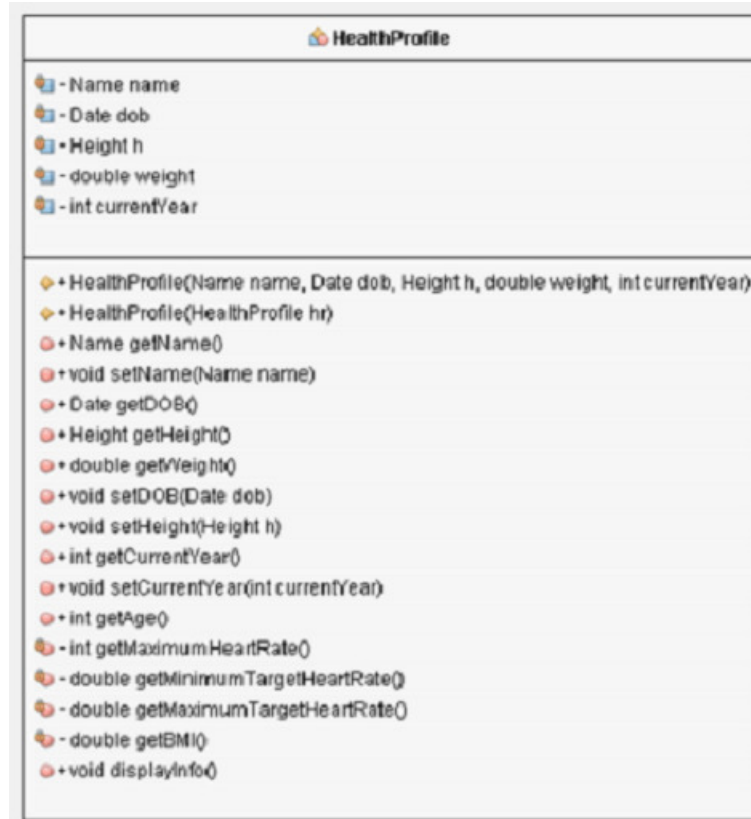 HealthProfile
- Name name
- Date dob
- Height h
- double weight
- int currentYear
+ HealthProfile(Name name, Date dob, Height h, double weight, int currentYear)
+ HealthProfile(HealthProfile hr)
+ Name getName()
+ void setName(Name name)
+ Date getDOB()
+ Height getHeight()
+ double getWeight()
+ void setDOB(Date dob)
+ void setHeight(Height h)
+ int getCurrentYear()
+ void setCurrentYear(int currentYear)
+ int getAge()
- int getMaximumHeartRate()
- double getMinimumTargetHeartRate()
- double getMaximumTargetHeartRate()
- double getBMI()
+ void displayInfo()